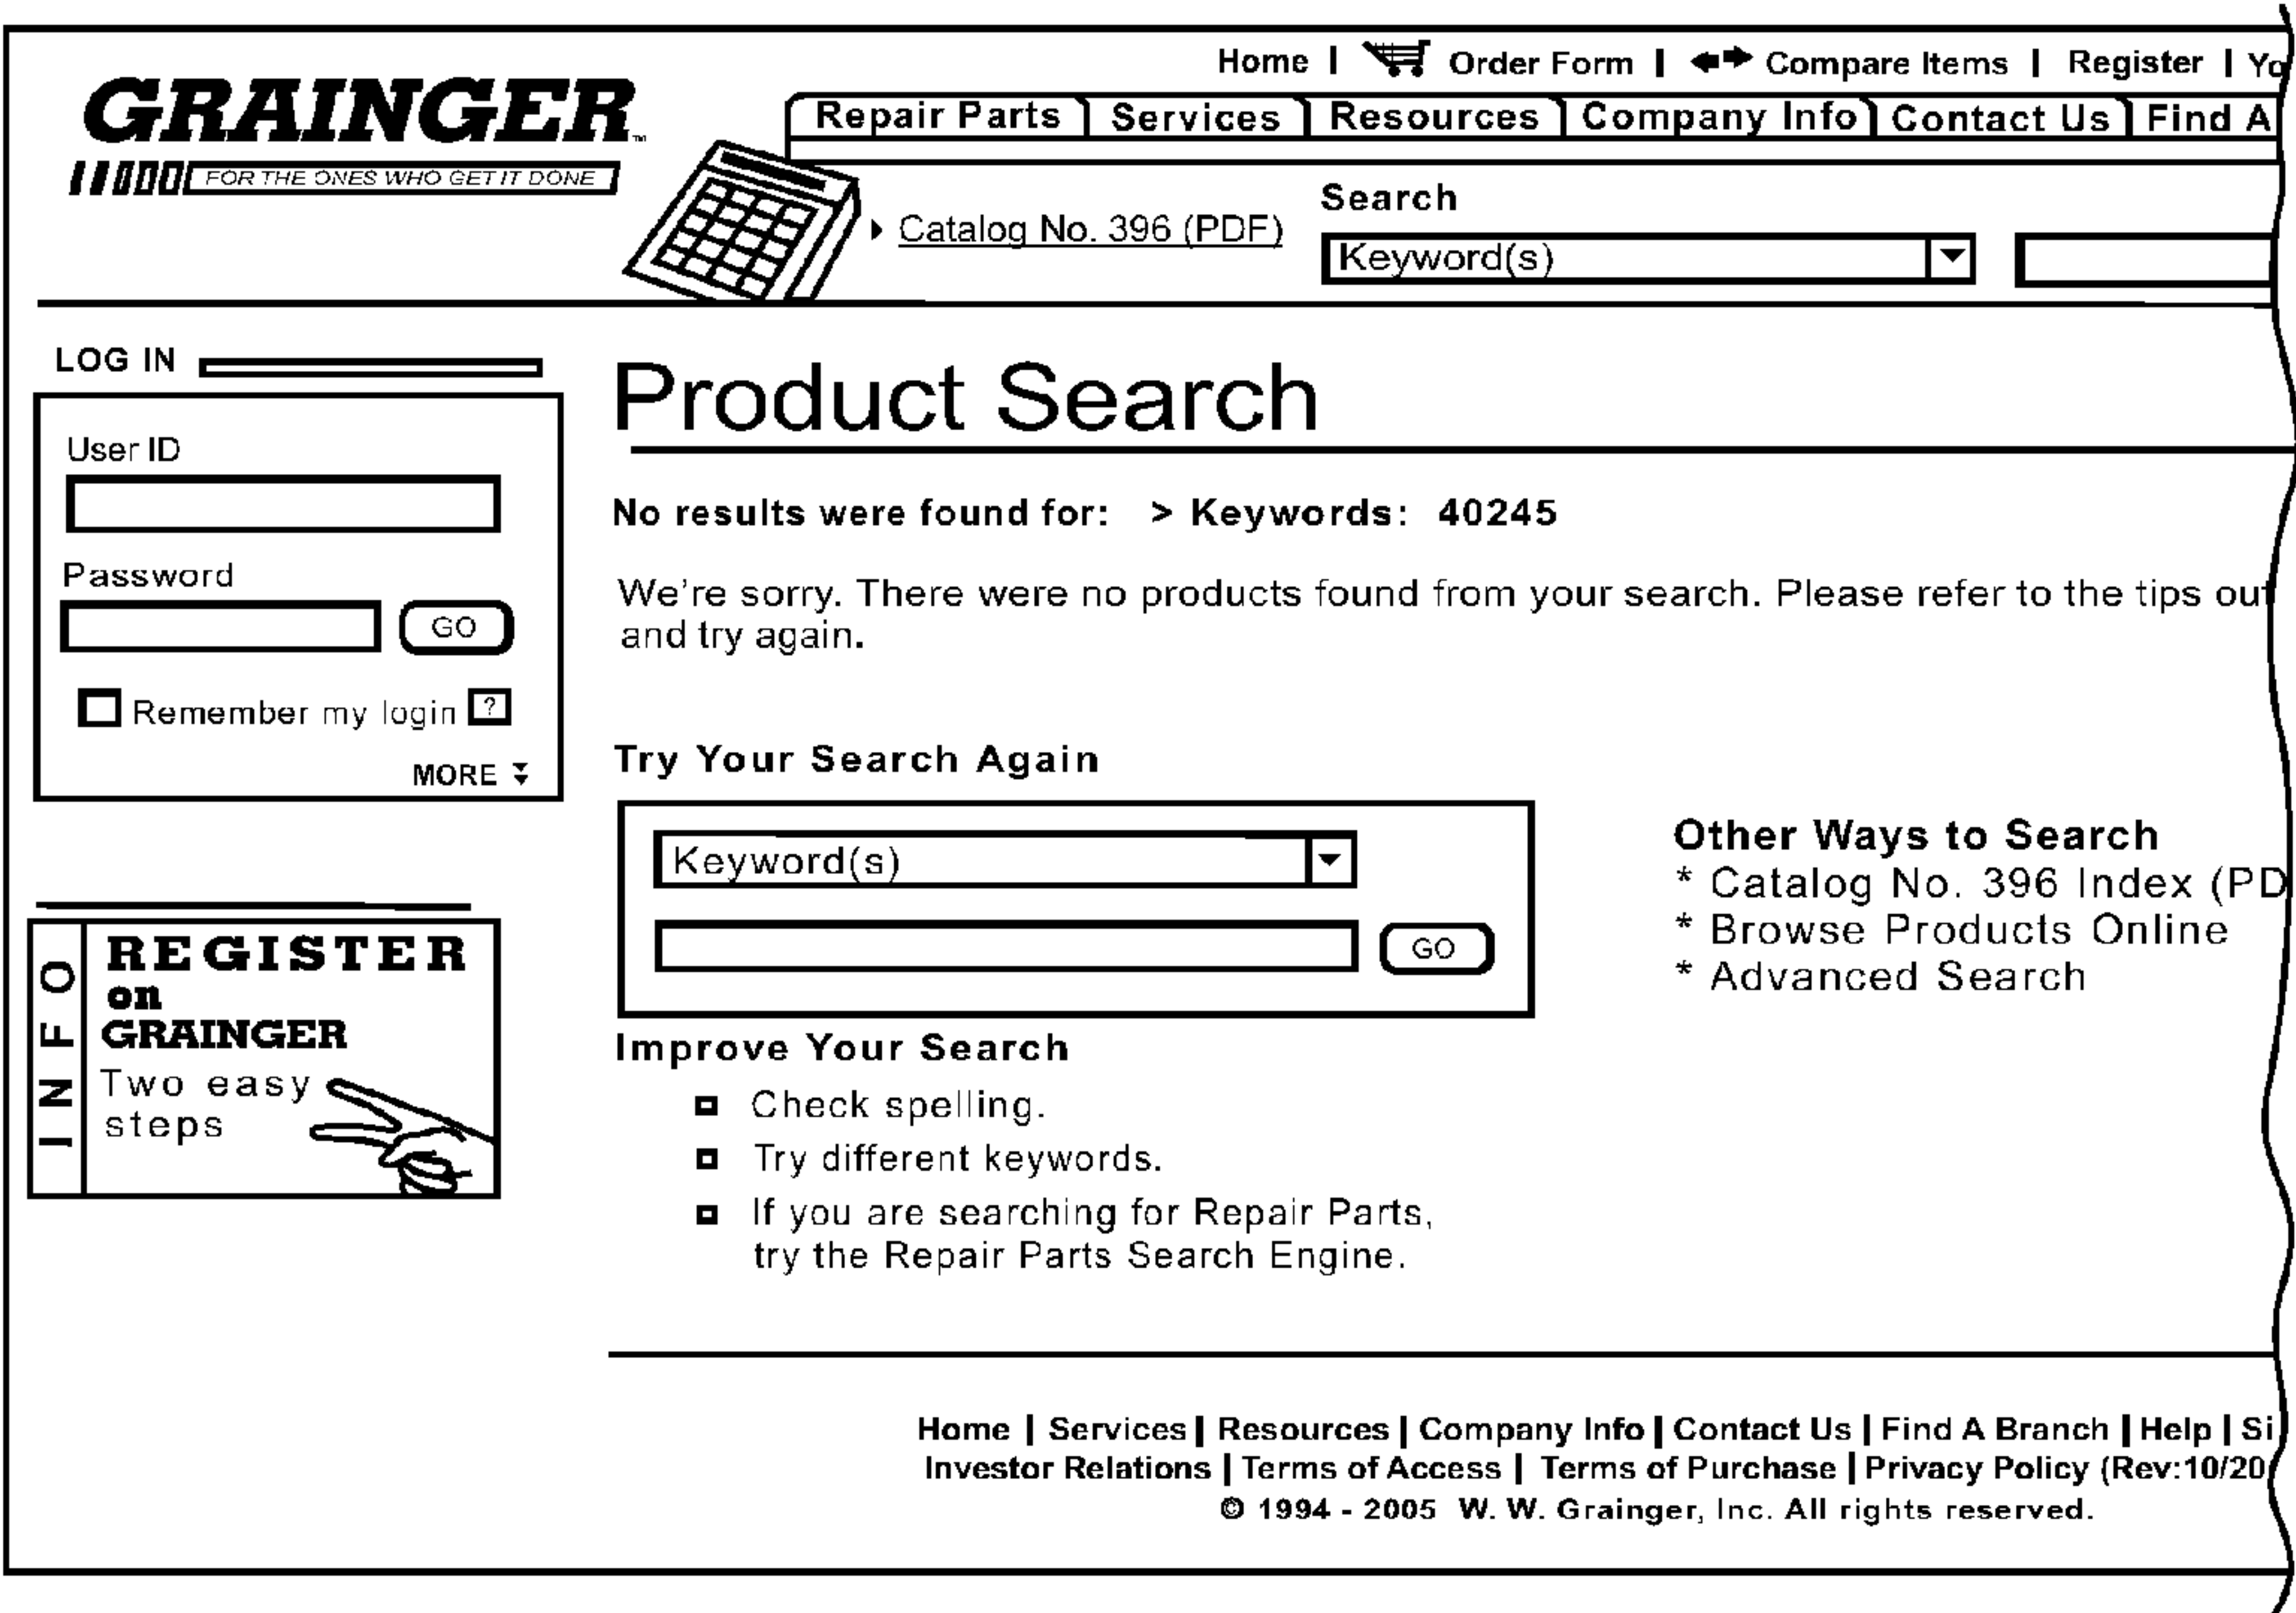 Home | Order Form | Compare Items | Register |
GRAINGER™
FOR THE ONES WHO GET IT DONE
Repair Parts Services Resources Company Info Contact Us Find A
Search
Catalog No. 396 (PDF)
Keyword(s)
LOG IN
User ID
Password
GO
Remember my login ?
MORE
INFO
REGISTER
on
GRAINGER
Two easy
steps
Product Search
No results were found for: > Keywords: 40245
We're sorry. There were no products found from your search. Please refer to the tips out
and try again.
Try Your Search Again
Keyword(s)
GO
Other Ways to Search
* Catalog No. 396 Index (PD
* Browse Products Online
* Advanced Search
Improve Your Search
Check spelling.
Try different keywords.
If you are searching for Repair Parts,
try the Repair Parts Search Engine.
Home | Services | Resources | Company Info | Contact Us | Find A Branch | Help | Si
Investor Relations | Terms of Access | Terms of Purchase | Privacy Policy (Rev:10/20
© 1994 - 2005 W. W. Grainger, Inc. All rights reserved.